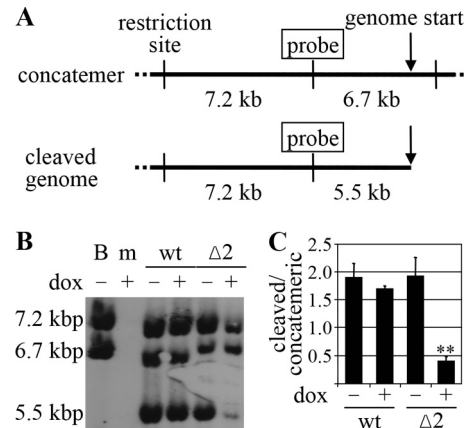 A
restriction site
genome start
probe
concatemer
7.2 kb 6.7 kb
probe
cleaved genome
7.2 kb 5.5 kb
B
B m wt Δ2
dox − + − + − +
7.2 kbp
6.7 kbp
5.5 kbp
C
cleaved/
concatemeric
2.5
2.0
1.5
1.0
0.5
**
dox − + − +
wt Δ2